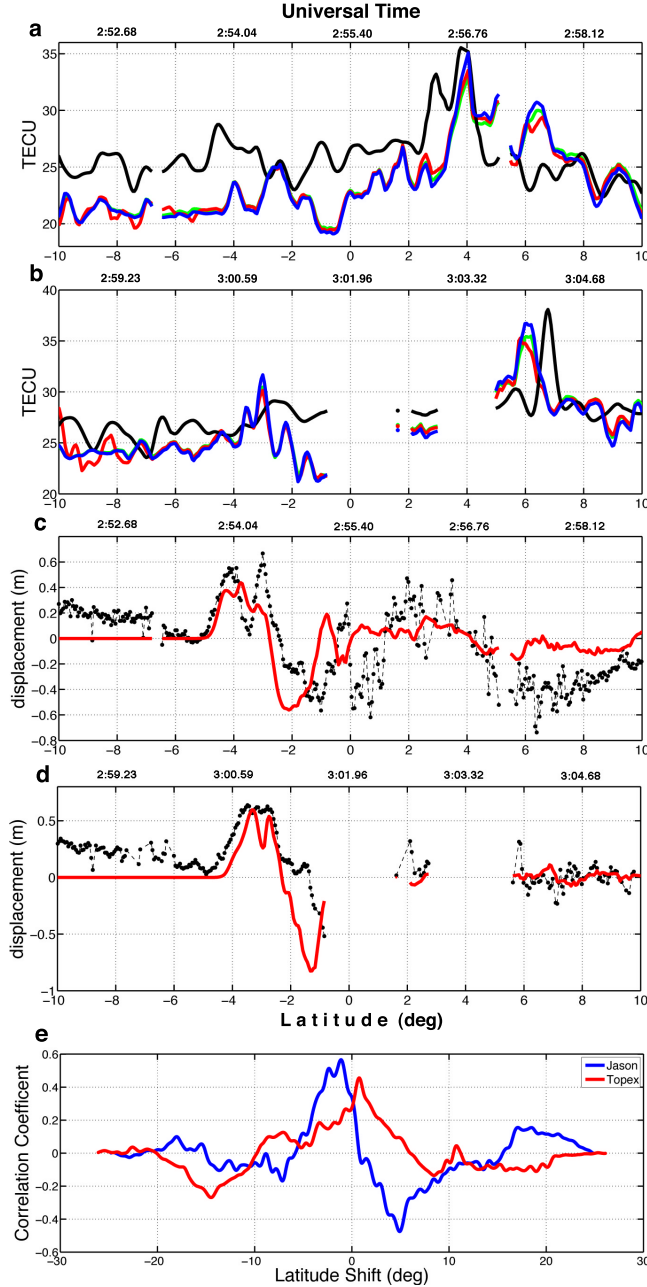 Universal Time
a
2:52.68 2:54.04 2:55.40 2:56.76 2:58.12
TECU
35
30
25
20
-10 -8 -6 -4 -2 0 2 4 6 8 10
b
2:59.23 3:00.59 3:01.96 3:03.32 3:04.68
TECU
40
35
30
25
20
-10 -8 -6 -4 -2 0 2 4 6 8 10
c
2:52.68 2:54.04 2:55.40 2:56.76 2:58.12
displacement (m)
0.6
0.4
0.2
0
-0.2
-0.4
-0.6
-0.8
-10 -8 -6 -4 -2 0 2 4 6 8 10
d
2:59.23 3:00.59 3:01.96 3:03.32 3:04.68
displacement (m)
0.5
0
-0.5
-1
-10 -8 -6 -4 -2 0 2 4 6 8 10
Latitude (deg)
e
Correlation Coefficent
0.6
0.4
0.2
0
-0.2
-0.4
-0.6
Jason
Topex
-30 -20 -10 0 10 20 30
Latitude Shift (deg)